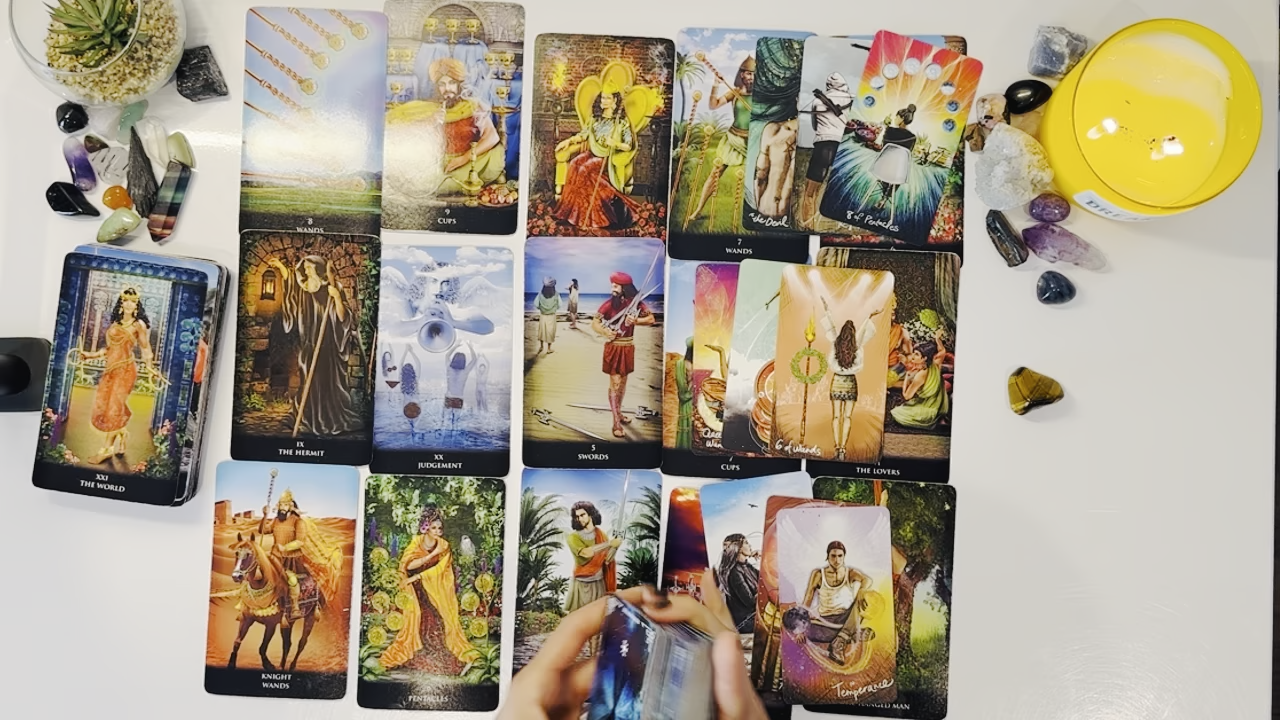 8
WANDS
9
CUPS
7
WANDS
The Devil
8 of Pentacles
IX
THE HERMIT
XX
JUDGEMENT
5
SWORDS
CUPS
6 of Wands
THE LOVERS
XXI
THE WORLD
KNIGHT
WANDS
PENTACLES
Temperance
HANGED MAN